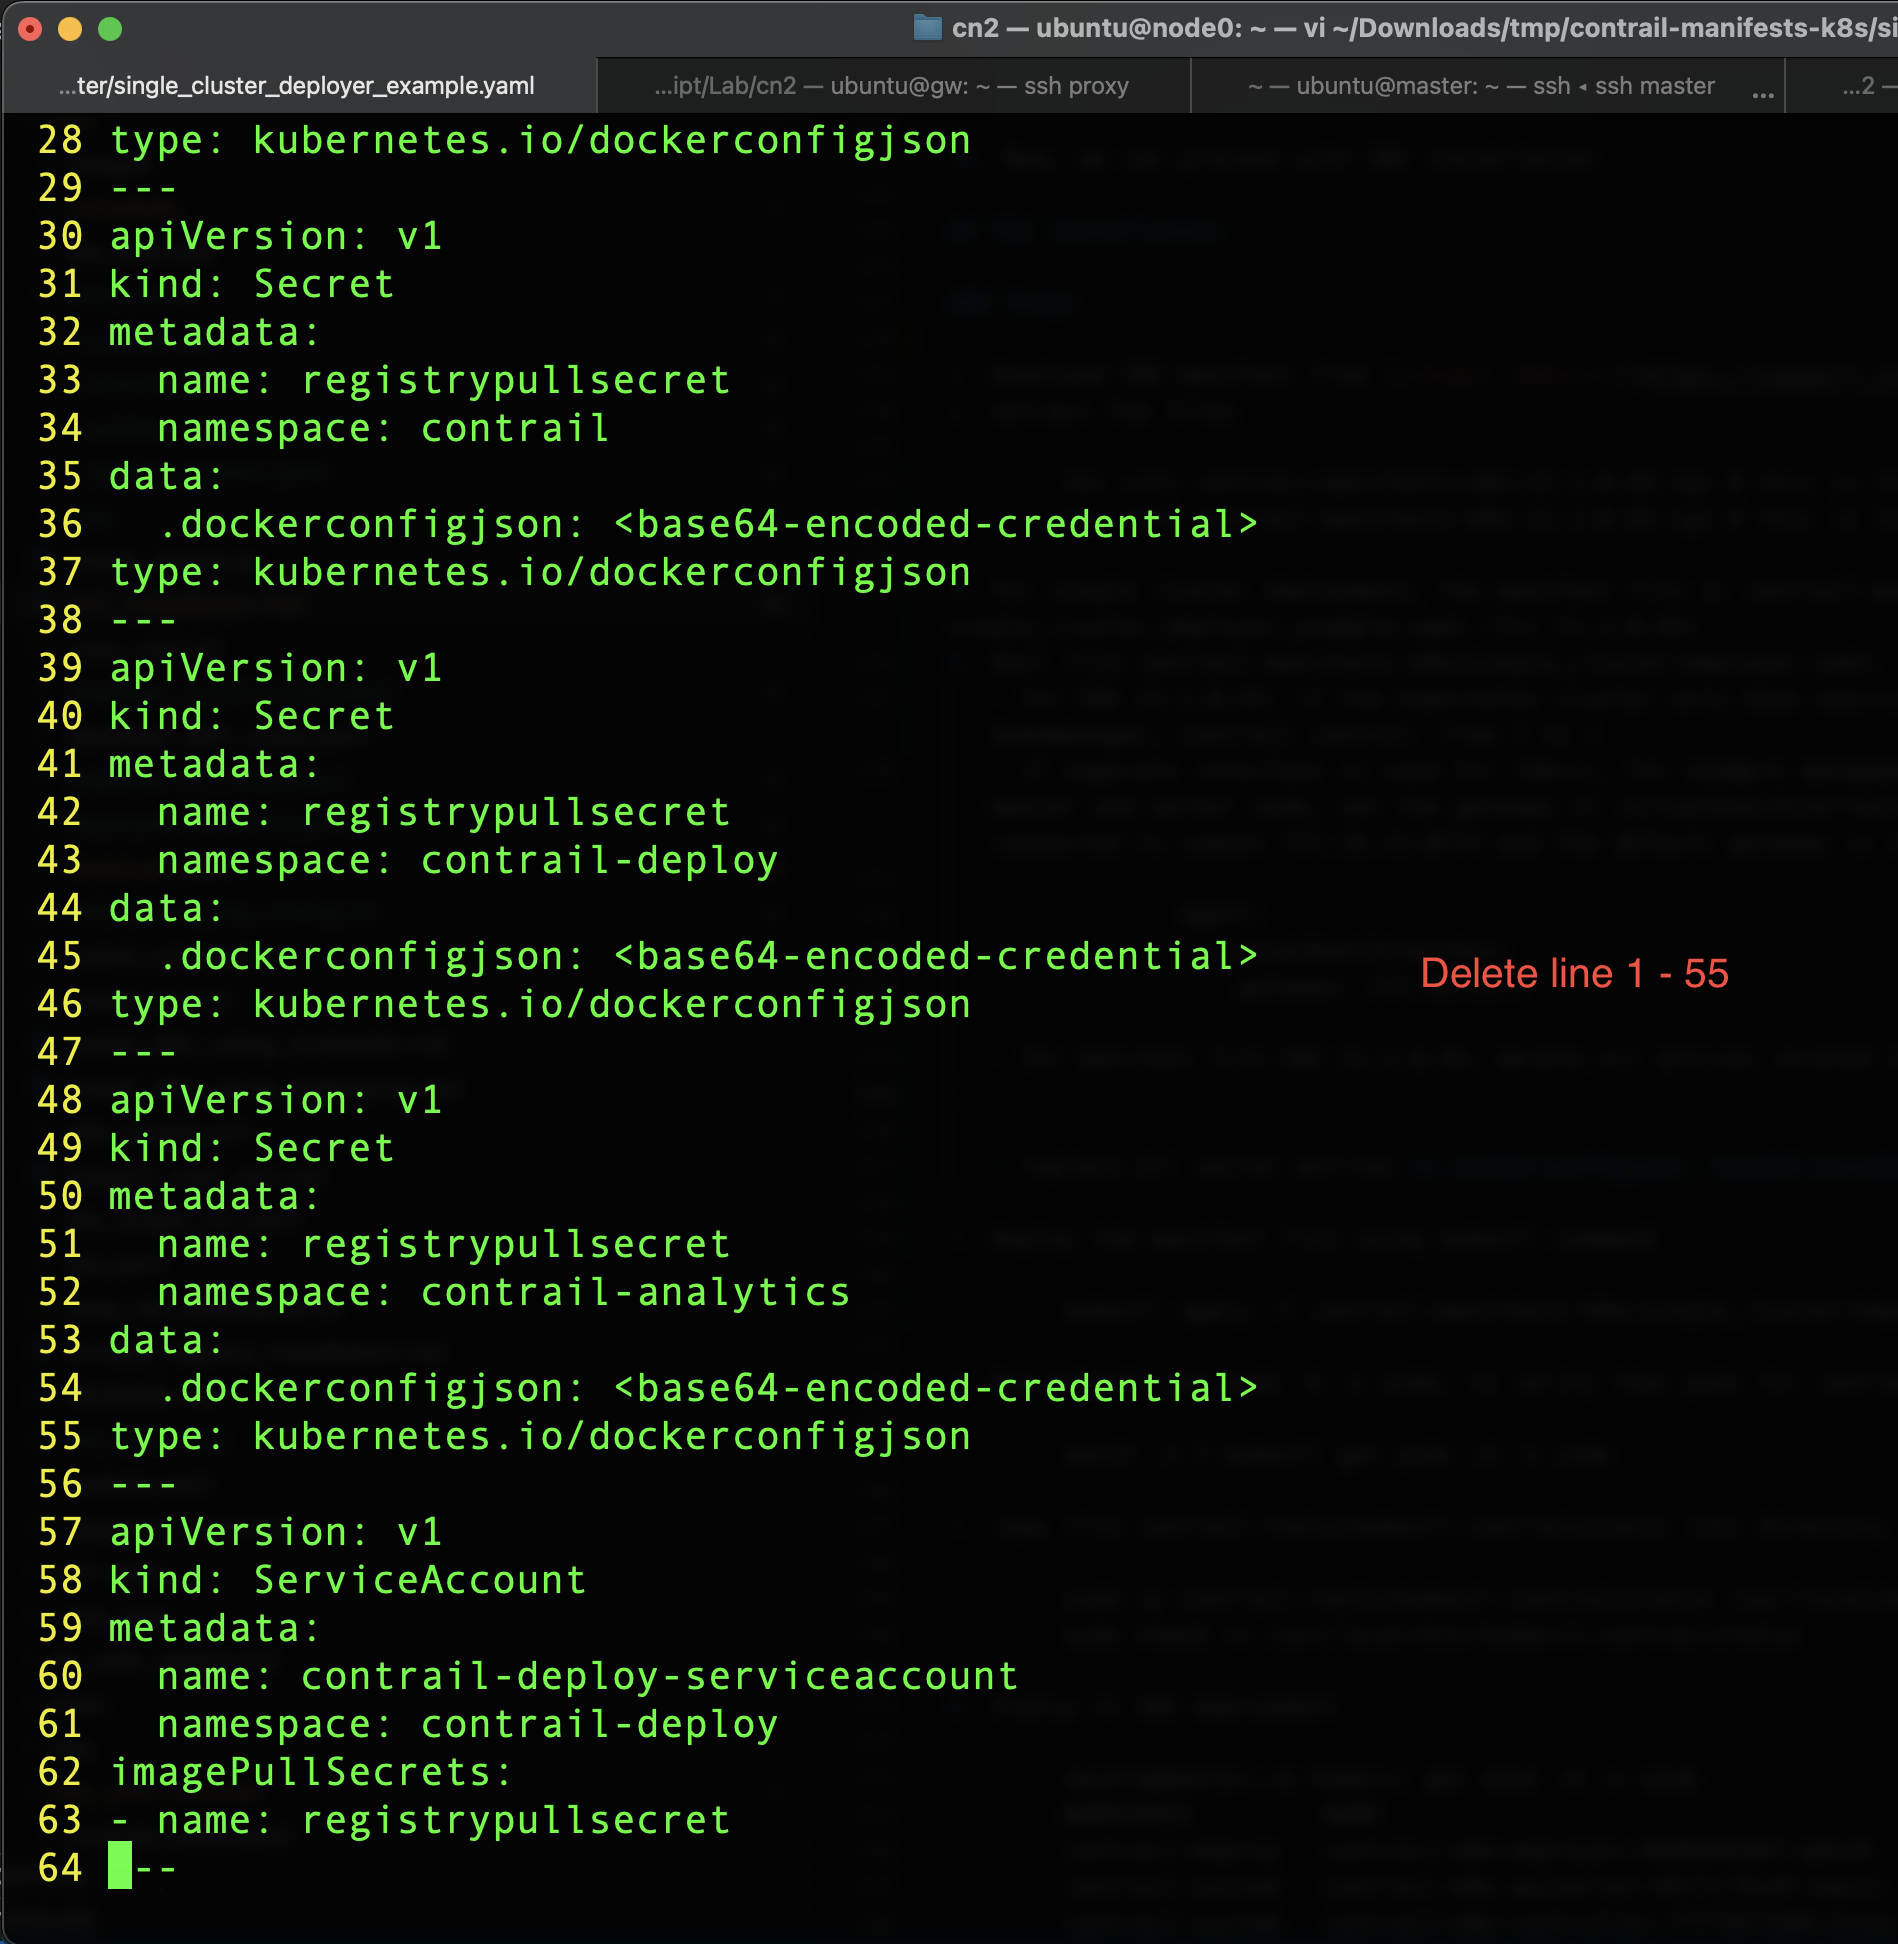 cn2 — ubuntu@node0: ~ — vi ~/Downloads/tmp/contrail-manifests-k8s/si
...ter/single_cluster_deployer_example.yaml
...ipt/Lab/cn2 — ubuntu@gw: ~ — ssh proxy
~ — ubuntu@master: ~ — ssh ◂ ssh master ...
...2 —
28 type: kubernetes.io/dockerconfigjson
29 ---
30 apiVersion: v1
31 kind: Secret
32 metadata:
33   name: registrypullsecret
34   namespace: contrail
35 data:
36   .dockerconfigjson: <base64-encoded-credential>
37 type: kubernetes.io/dockerconfigjson
38 ---
39 apiVersion: v1
40 kind: Secret
41 metadata:
42   name: registrypullsecret
43   namespace: contrail-deploy
44 data:
45   .dockerconfigjson: <base64-encoded-credential>
Delete line 1 - 55
46 type: kubernetes.io/dockerconfigjson
47 ---
48 apiVersion: v1
49 kind: Secret
50 metadata:
51   name: registrypullsecret
52   namespace: contrail-analytics
53 data:
54   .dockerconfigjson: <base64-encoded-credential>
55 type: kubernetes.io/dockerconfigjson
56 ---
57 apiVersion: v1
58 kind: ServiceAccount
59 metadata:
60   name: contrail-deploy-serviceaccount
61   namespace: contrail-deploy
62 imagePullSecrets:
63 - name: registrypullsecret
64 ---